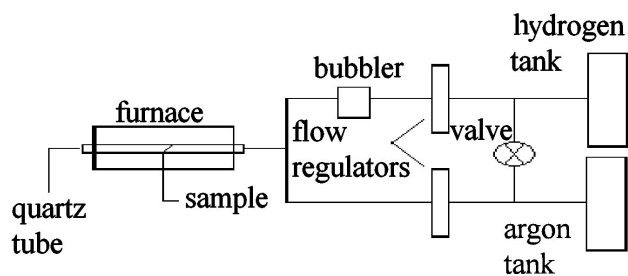 hydrogen
tank
bubbler
furnace
flow
regulators
valve
sample
quartz
tube
argon
tank